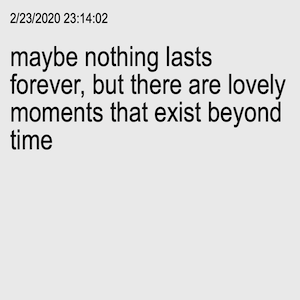 2/23/2020 23:14:02
maybe nothing lasts
forever, but there are lovely
moments that exist beyond
time